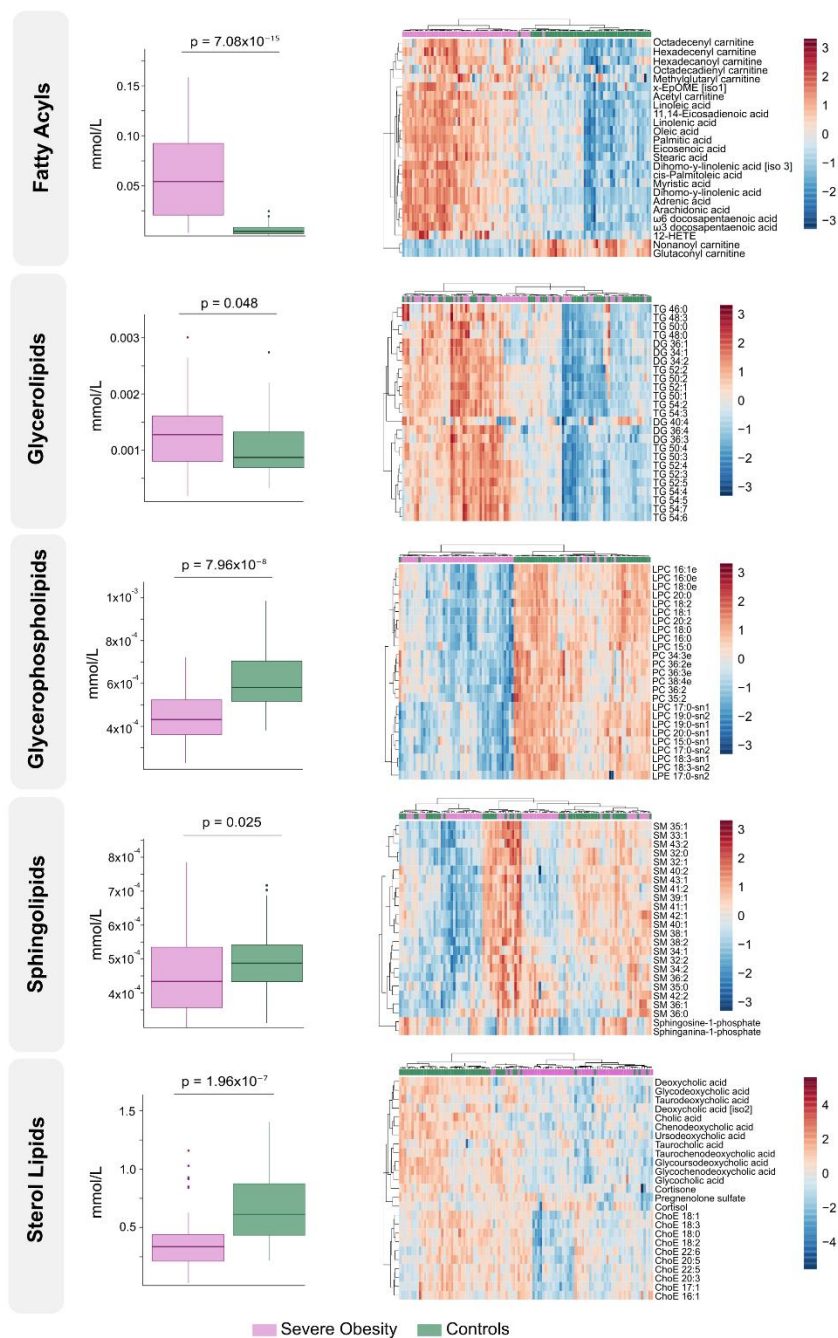 Fatty Acyls
p = 7.08x10⁻¹⁵
mmol/L
0.15
0.10
0.05
Octadecenyl carnitine
Hexadecenyl carnitine
Hexadecanoyl carnitine
Octadecadienyl carnitine
Methylglutaryl carnitine
x-EpOME [iso1]
Acetyl carnitine
Linoleic acid
11,14-Eicosadienoic acid
Linolenic acid
Oleic acid
Palmitic acid
Eicosenoic acid
Stearic acid
Dihomo-y-linolenic acid [iso 3]
cis-Palmitoleic acid
Myristic acid
Dihomo-y-linolenic acid
Adrenic acid
Arachidonic acid
ω6 docosapentaenoic acid
ω3 docosapentaenoic acid
12-HETE
Nonanoyl carnitine
Glutaconyl carnitine
3
2
1
0
−1
−2
−3
Glycerolipids
p = 0.048
mmol/L
0.003
0.002
0.001
TG 46:0
TG 48:3
TG 50:0
TG 48:0
DG 36:1
DG 34:1
DG 34:2
TG 52:2
TG 50:2
TG 52:1
TG 50:1
TG 54:2
TG 54:3
DG 40:4
DG 36:4
DG 36:3
TG 50:4
TG 50:3
TG 52:4
TG 52:3
TG 52:5
TG 54:4
TG 54:5
TG 54:7
TG 54:6
3
2
1
0
−1
−2
−3
Glycerophospholipids
p = 7.96x10⁻⁸
mmol/L
1x10⁻³
8x10⁻⁴
6x10⁻⁴
4x10⁻⁴
LPC 16:1e
LPC 16:0e
LPC 18:0e
LPC 20:0
LPC 18:2
LPC 18:1
LPC 20:2
LPC 18:0
LPC 16:0
LPC 15:0
PC 34:3e
PC 36:2e
PC 36:3e
PC 38:4e
PC 36:2
PC 35:2
LPC 17:0-sn1
LPC 19:0-sn2
LPC 19:0-sn1
LPC 20:0-sn1
LPC 15:0-sn1
LPC 17:0-sn2
LPC 18:3-sn1
LPC 18:3-sn2
LPE 17:0-sn2
3
2
1
0
−1
−2
−3
Sphingolipids
p = 0.025
mmol/L
8x10⁻⁴
7x10⁻⁴
6x10⁻⁴
5x10⁻⁴
4x10⁻⁴
SM 35:1
SM 33:1
SM 43:2
SM 32:0
SM 32:1
SM 40:2
SM 43:1
SM 41:2
SM 39:1
SM 41:1
SM 42:1
SM 40:1
SM 38:1
SM 38:2
SM 34:1
SM 32:2
SM 34:2
SM 36:2
SM 35:0
SM 42:2
SM 36:1
SM 36:0
Sphingosine-1-phosphate
Sphinganina-1-phosphate
3
2
1
0
−1
−2
−3
Sterol Lipids
p = 1.96x10⁻⁷
mmol/L
1.5
1.0
0.5
Deoxycholic acid
Glycodeoxycholic acid
Taurodeoxycholic acid
Deoxycholic acid [iso2]
Cholic acid
Chenodeoxycholic acid
Ursodeoxycholic acid
Taurocholic acid
Taurochenodeoxycholic acid
Glycoursodeoxycholic acid
Glycochenodeoxycholic acid
Glycocholic acid
Cortisone
Pregnenolone sulfate
Cortisol
ChoE 18:1
ChoE 18:3
ChoE 18:0
ChoE 18:2
ChoE 22:6
ChoE 20:5
ChoE 22:5
ChoE 20:3
ChoE 17:1
ChoE 16:1
4
2
0
−2
−4
Severe Obesity
Controls